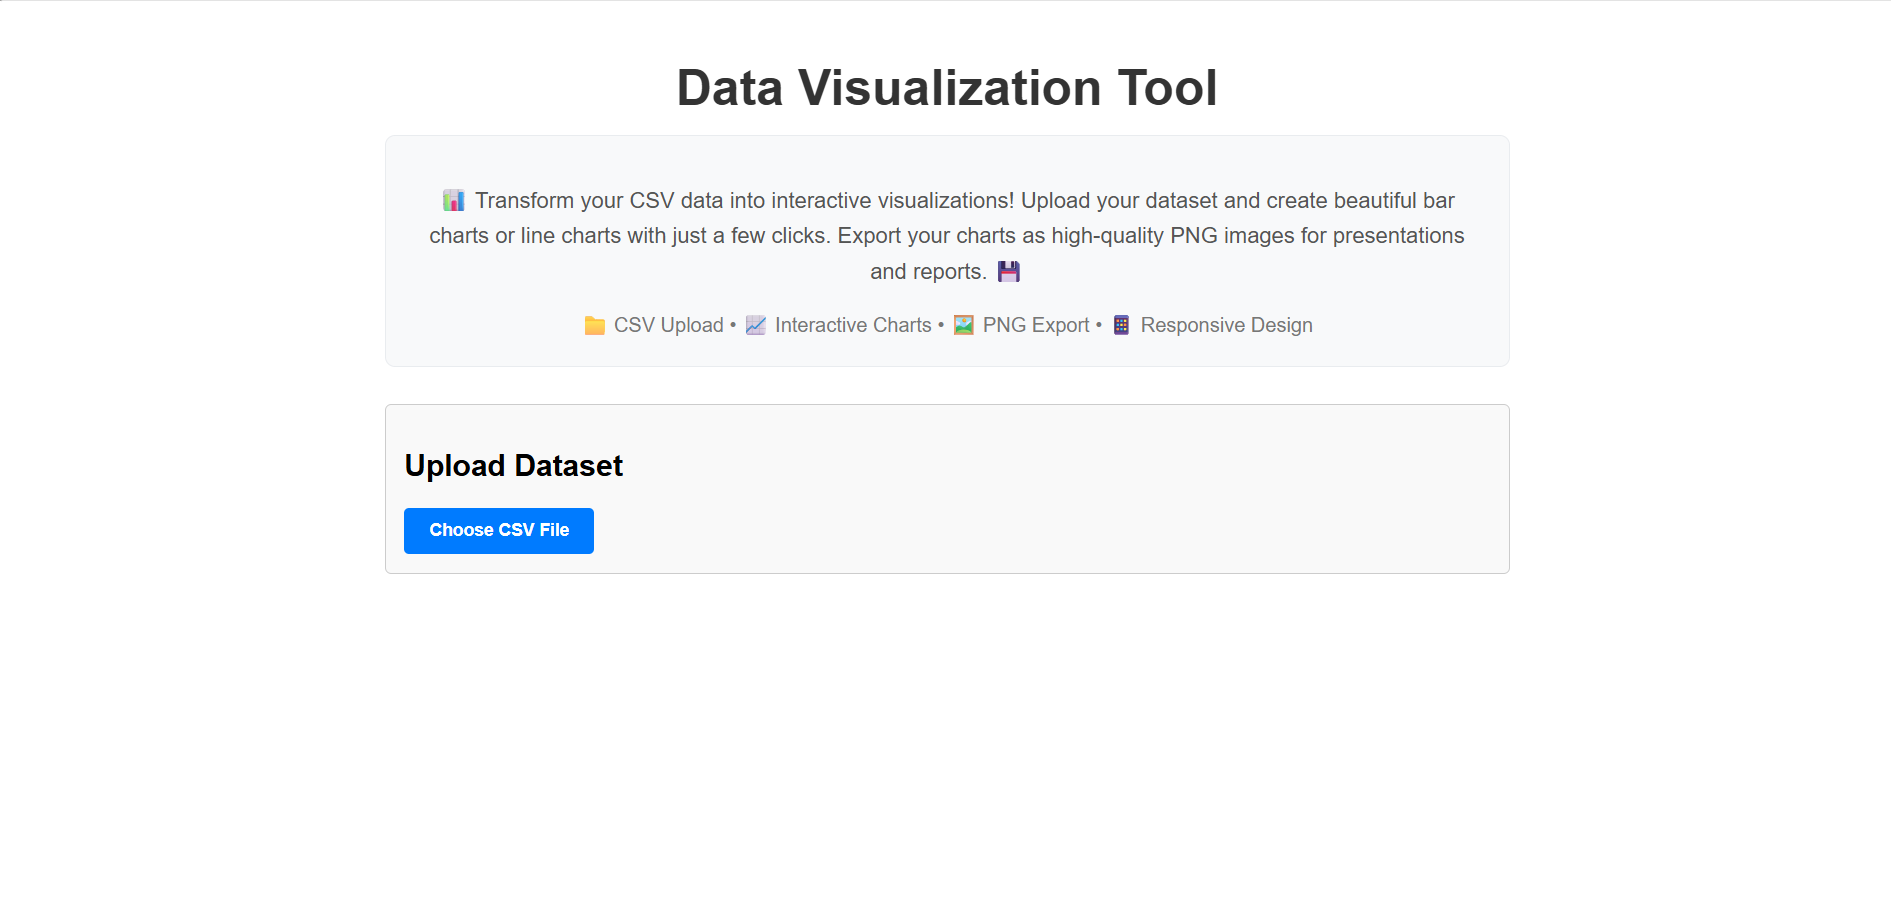 Data Visualization Tool
📊 Transform your CSV data into interactive visualizations! Upload your dataset and create beautiful bar
charts or line charts with just a few clicks. Export your charts as high-quality PNG images for presentations
and reports. 💾
📁 CSV Upload • 📈 Interactive Charts • 🖼️ PNG Export • 📱 Responsive Design
Upload Dataset
Choose CSV File